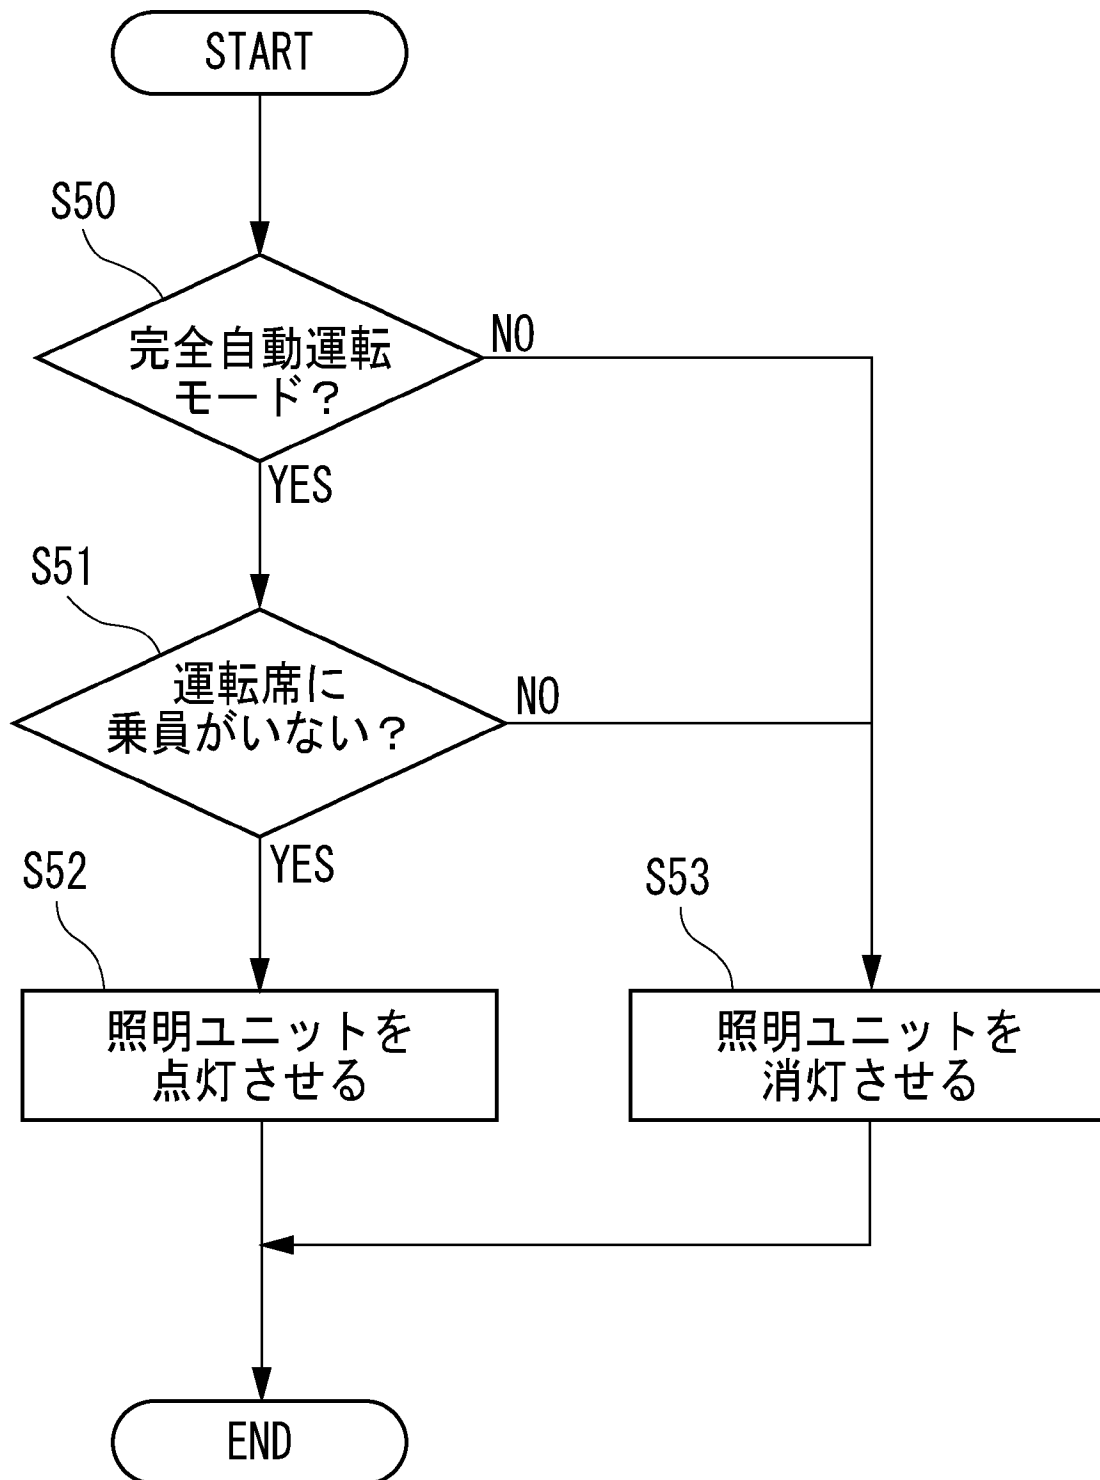 START
S50
完全自動運転
モード?
NO
YES
S51
運転席に
乗員がいない?
NO
YES
S52
照明ユニットを
点灯させる
S53
照明ユニットを
消灯させる
END